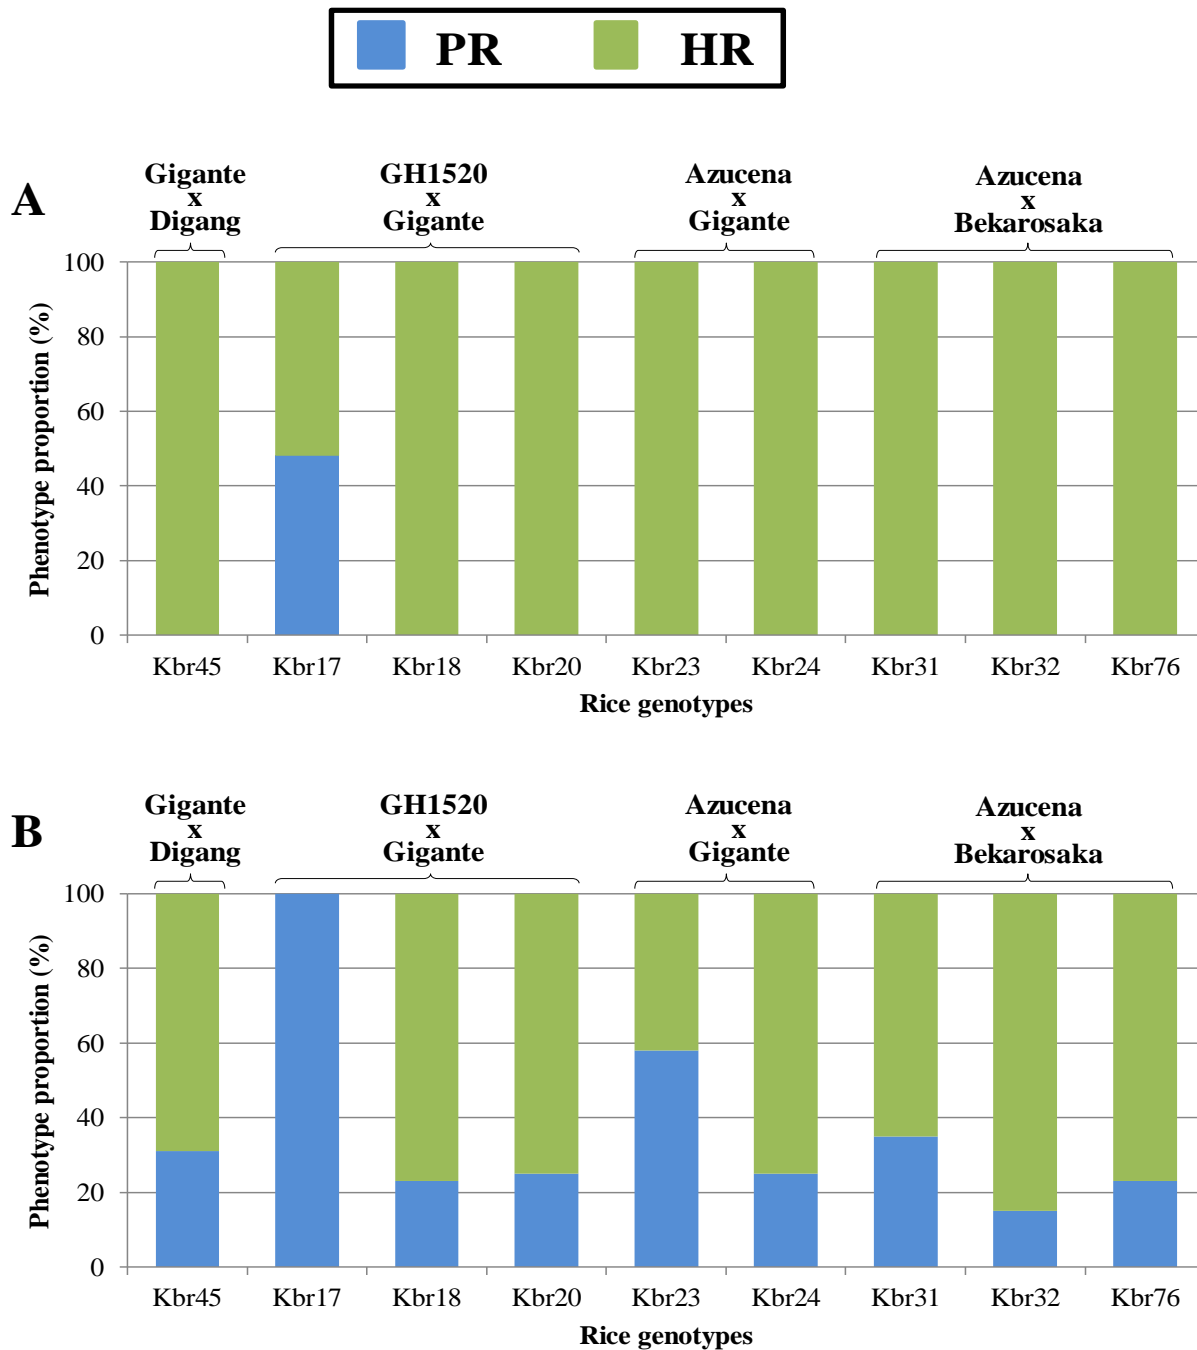 PR HR
A
Gigante
x
Digang
GH1520
x
Gigante
Azucena
x
Gigante
Azucena
x
Bekarosaka
Phenotype proportion (%)
100
80
60
40
20
0
Kbr45 Kbr17 Kbr18 Kbr20 Kbr23 Kbr24 Kbr31 Kbr32 Kbr76
Rice genotypes
B
Gigante
x
Digang
GH1520
x
Gigante
Azucena
x
Gigante
Azucena
x
Bekarosaka
Phenotype proportion (%)
100
80
60
40
20
0
Kbr45 Kbr17 Kbr18 Kbr20 Kbr23 Kbr24 Kbr31 Kbr32 Kbr76
Rice genotypes